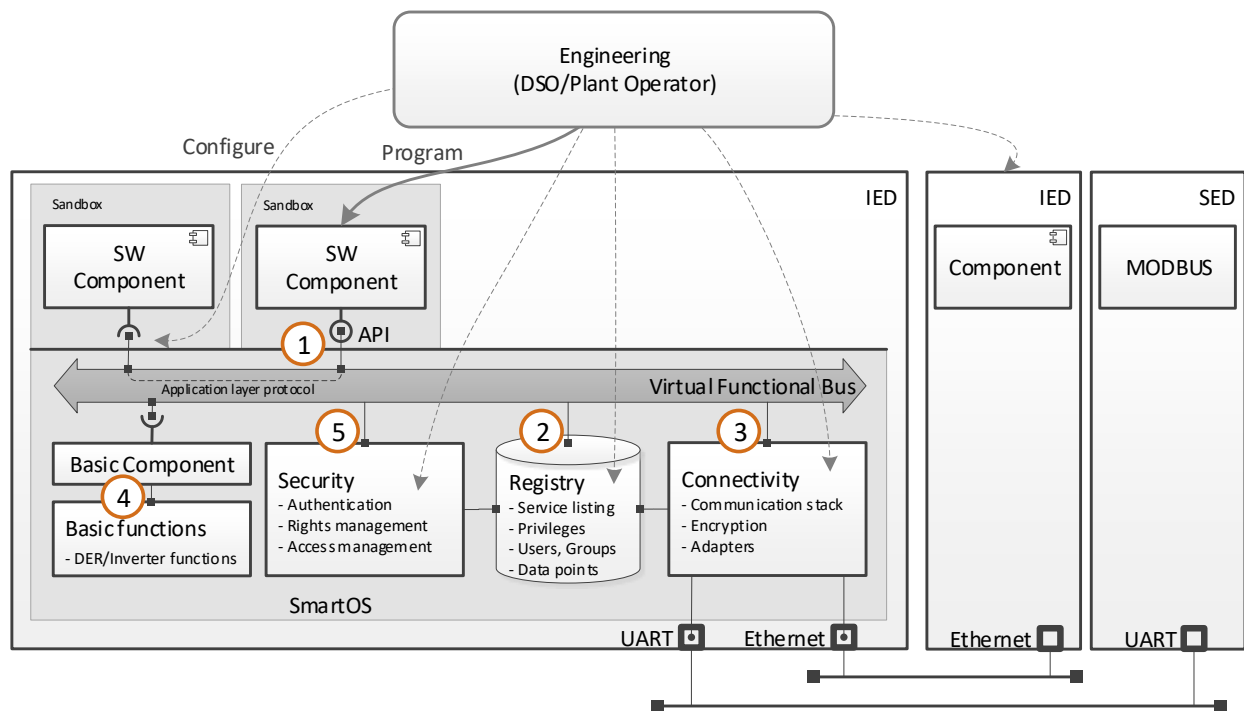 Engineering
(DSO/Plant Operator)
Configure
Program
IED
IED
SED
Sandbox
Sandbox
SW
Component
SW
Component
Component
MODBUS
1
API
Application layer protocol
Virtual Functional Bus
5
2
3
Basic Component
4
Basic functions
- DER/Inverter functions
Security
- Authentication
- Rights management
- Access management
Registry
- Service listing
- Privileges
- Users, Groups
- Data points
Connectivity
- Communication stack
- Encryption
- Adapters
SmartOS
UART
Ethernet
Ethernet
UART